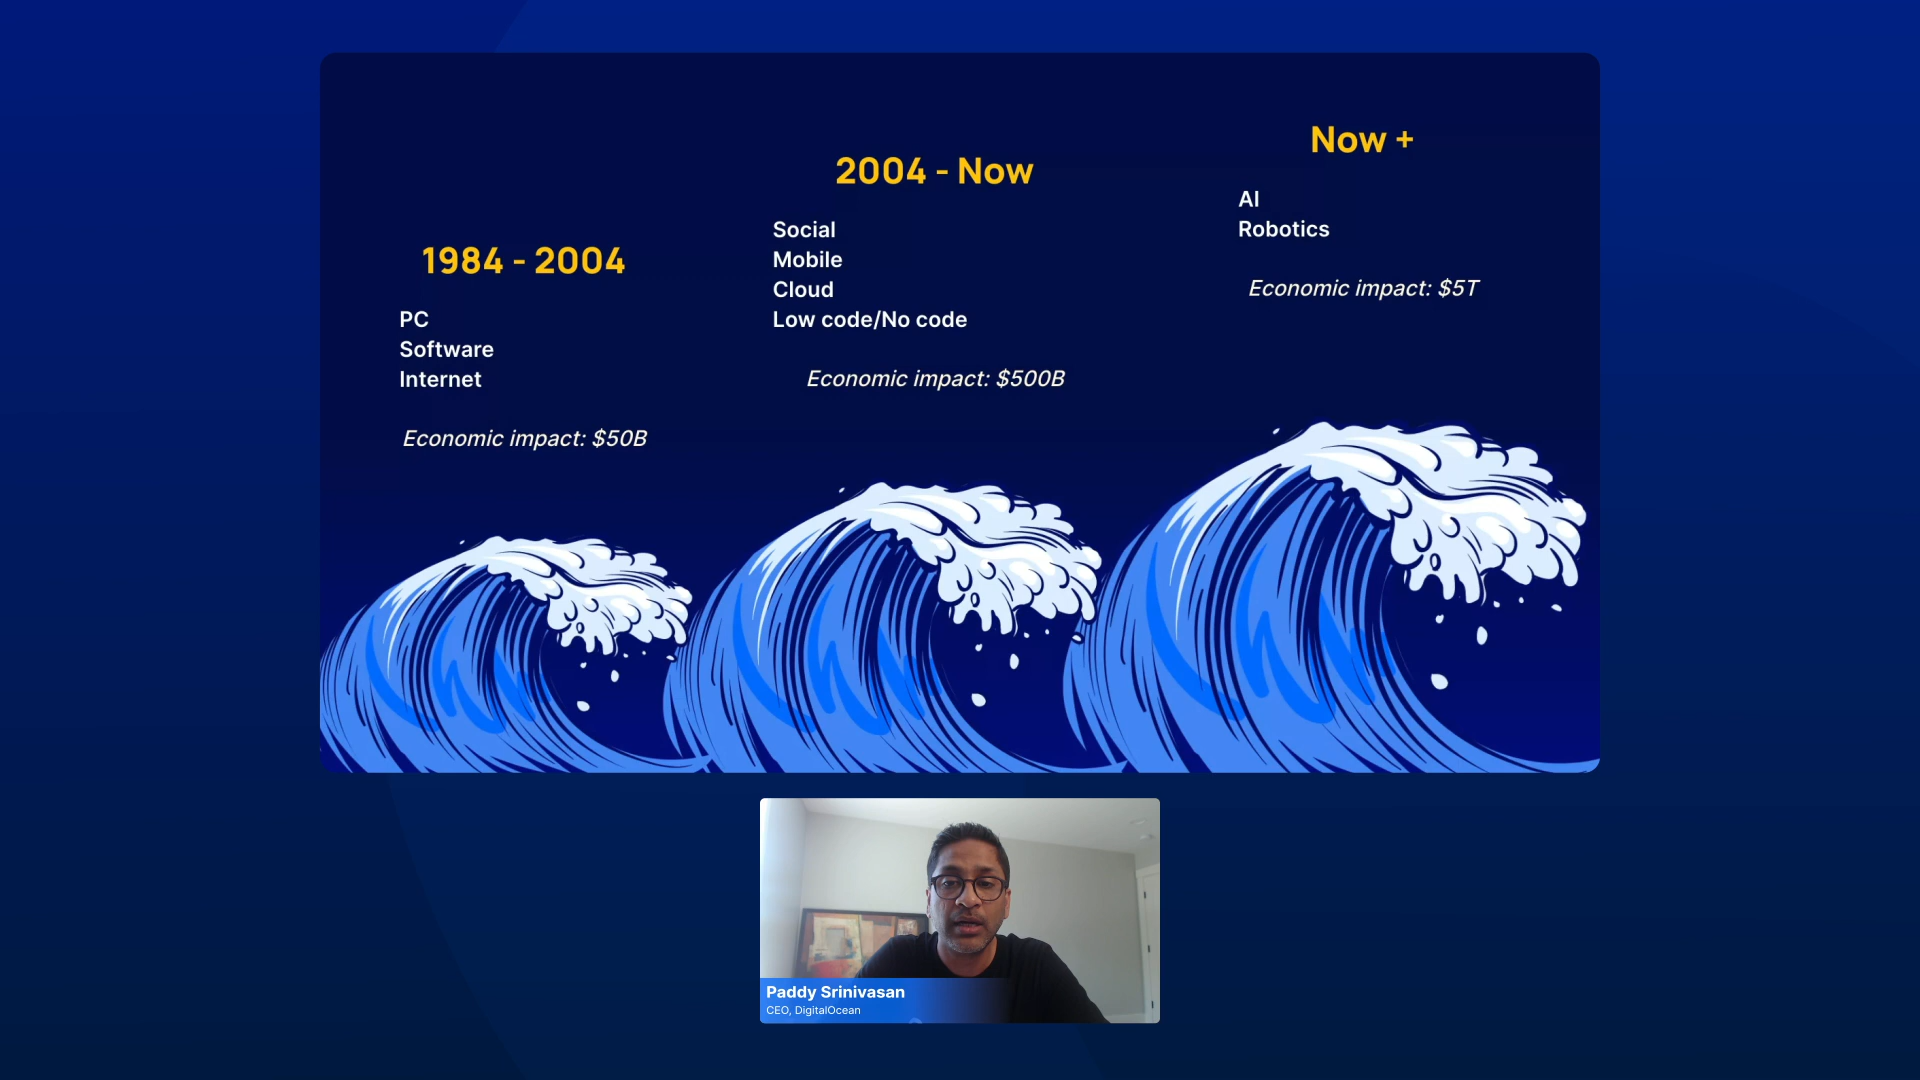 1984 - 2004
PC
Software
Internet
Economic impact: $50B
2004 - Now
Social
Mobile
Cloud
Low code/No code
Economic impact: $500B
Now +
AI
Robotics
Economic impact: $5T
Paddy Srinivasan
CEO, DigitalOcean